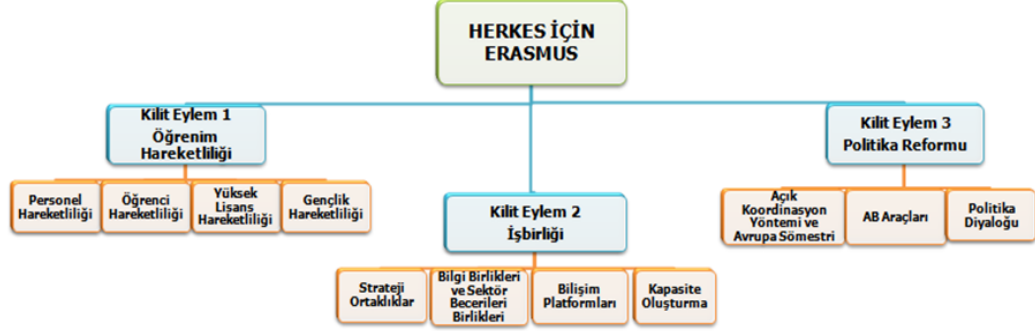 HERKES İÇİN
ERASMUS
Kilit Eylem 1
Öğrenim
Hareketliliği
Personel
Hareketliliği
Öğrenci
Hareketliliği
Yüksek
Lisans
Hareketliliği
Gençlik
Hareketliliği
Kilit Eylem 2
İşbirliği
Strateji
Ortaklıklar
Bilgi Birlikleri
ve Sektör
Becerileri
Birlikleri
Bilişim
Platformları
Kapasite
Oluşturma
Kilit Eylem 3
Politika Reformu
Açık
Koordinasyon
Yöntemi ve
Avrupa Sömestri
AB Araçları
Politika
Diyaloğu